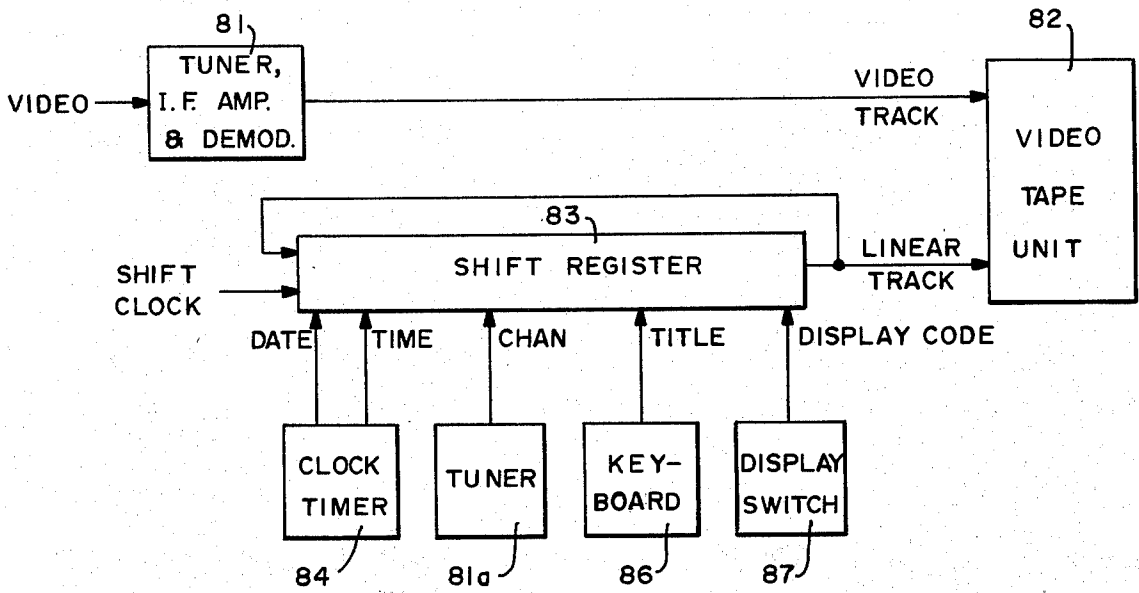 81
82
TUNER,
I.F. AMP.
& DEMOD.
VIDEO
VIDEO
TRACK
VIDEO
TAPE
UNIT
83
SHIFT REGISTER
LINEAR
TRACK
SHIFT
CLOCK
DATE
TIME
CHAN
TITLE
DISPLAY CODE
CLOCK
TIMER
TUNER
KEY-
BOARD
DISPLAY
SWITCH
84
81a
86
87